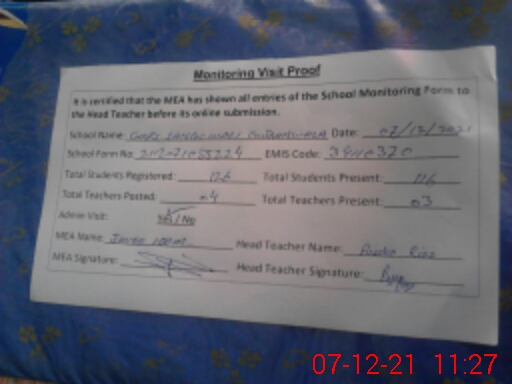 Monitoring Visit Proof
It is certified that the MEA has shown all entries of the School Monitoring Form to
the Head Teacher before its online submission.
School Name: Date: 07/12/2021
School Form No: EMIS Code:
Total Students Registered: 126 Total Students Present: 116
Total Teachers Posted: 04 Total Teachers Present: 03
Admin Visit: Yes / No
MEA Name: Head Teacher Name:
MEA Signature: Head Teacher Signature:
07-12-21 11:27